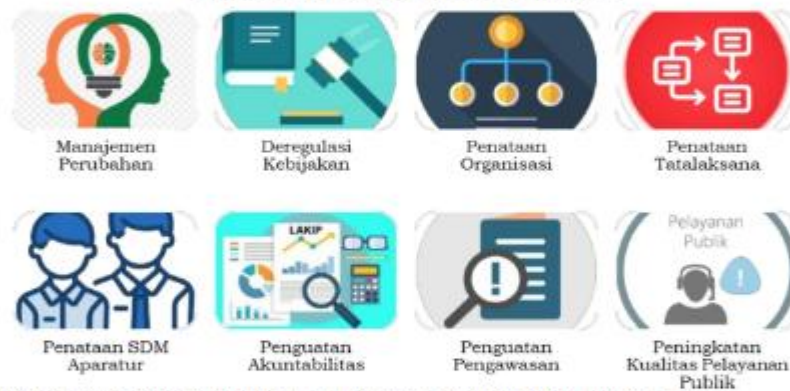 Manajemen
Perubahan
Deregulasi
Kebijakan
Penataan
Organisasi
Penataan
Tatalaksana
LAKIP
Pelayanan
Publik
Penataan SDM
Aparatur
Penguatan
Akuntabilitas
Penguatan
Pengawasan
Peningkatan
Kualitas Pelayanan
Publik